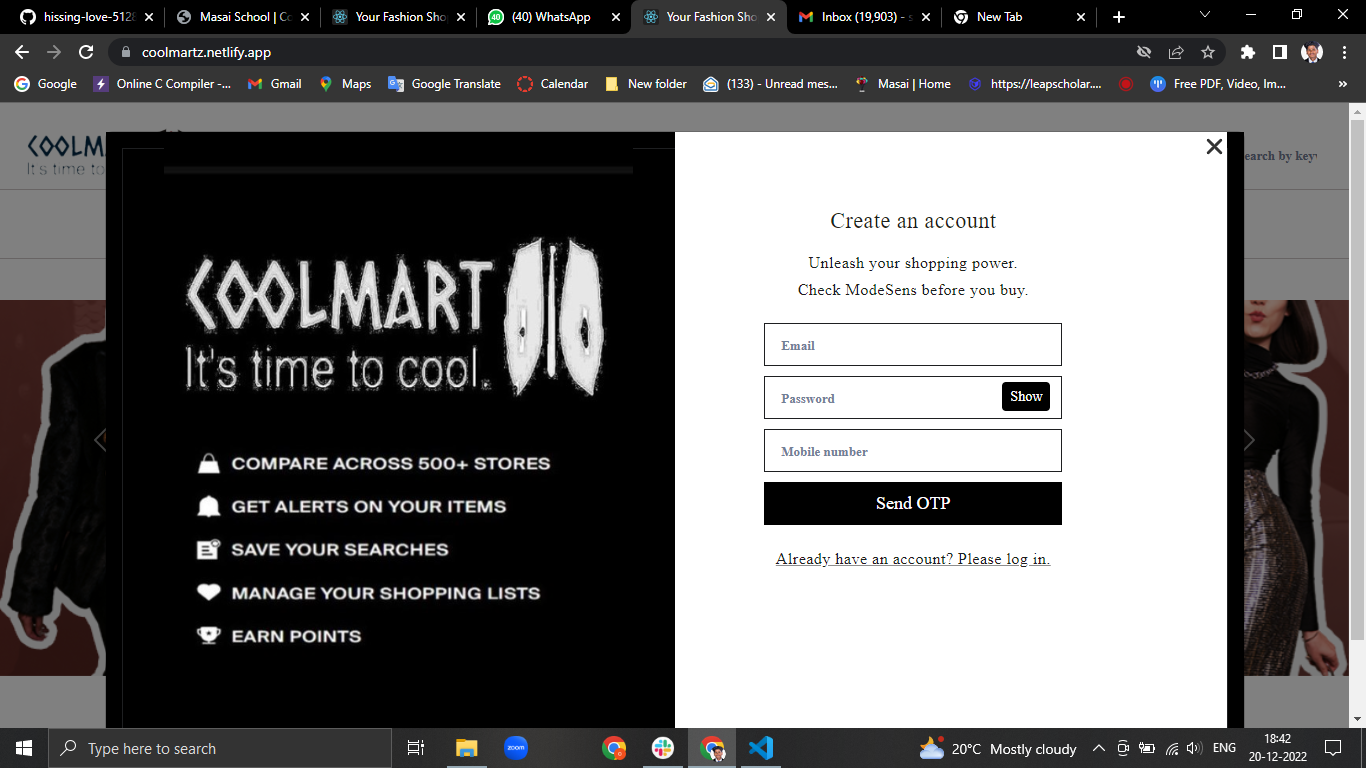 hissing-love-5128
Masai School | Co
Your Fashion Sho
(40) WhatsApp
Your Fashion Sho
Inbox (19,903) - s
New Tab
coolmartz.netlify.app
Google
Online C Compiler -...
Gmail
Maps
Google Translate
Calendar
New folder
(133) - Unread mes...
Masai | Home
https://leapscholar....
Free PDF, Video, Im...
»
COOLM
It's time to
earch by key
COOLMART
It's time to cool.
COMPARE ACROSS 500+ STORES
GET ALERTS ON YOUR ITEMS
SAVE YOUR SEARCHES
MANAGE YOUR SHOPPING LISTS
EARN POINTS
Create an account
Unleash your shopping power.
Check ModeSens before you buy.
Email
Password
Show
Mobile number
Send OTP
Already have an account? Please log in.
Type here to search
zoom
20°C Mostly cloudy
ENG
18:42
20-12-2022